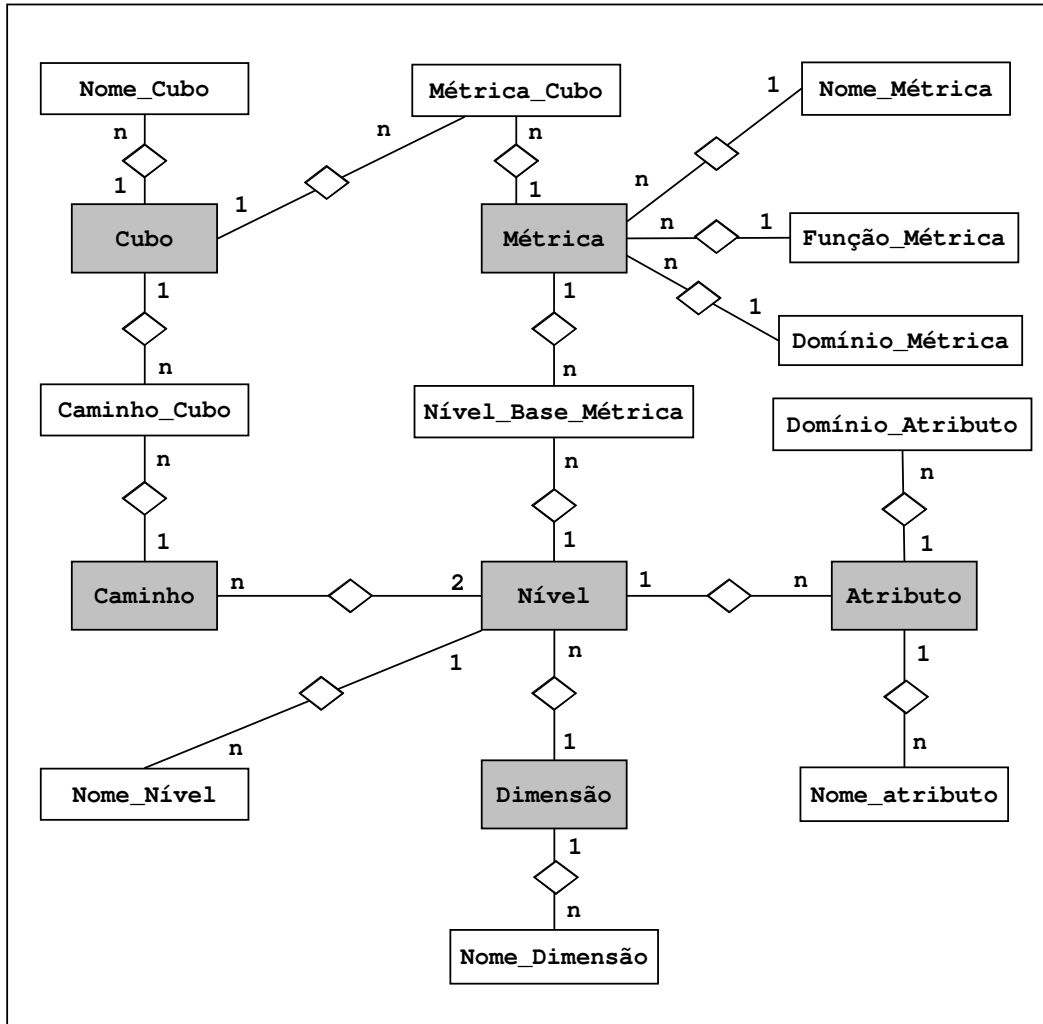 Nome_Cubo
Métrica_Cubo
Nome_Métrica
1
n
n
n
1
n
1
1
1
n
Cubo
Métrica
n
1
Função_Métrica
n
1
1
1
Domínio_Métrica
n
n
Caminho_Cubo
Nível_Base_Métrica
Domínio_Atributo
n
n
n
1
1
1
Caminho
n
2
Nível
1
n
Atributo
1
n
1
n
1
n
Nome_Nível
Dimensão
Nome_atributo
1
n
Nome_Dimensão